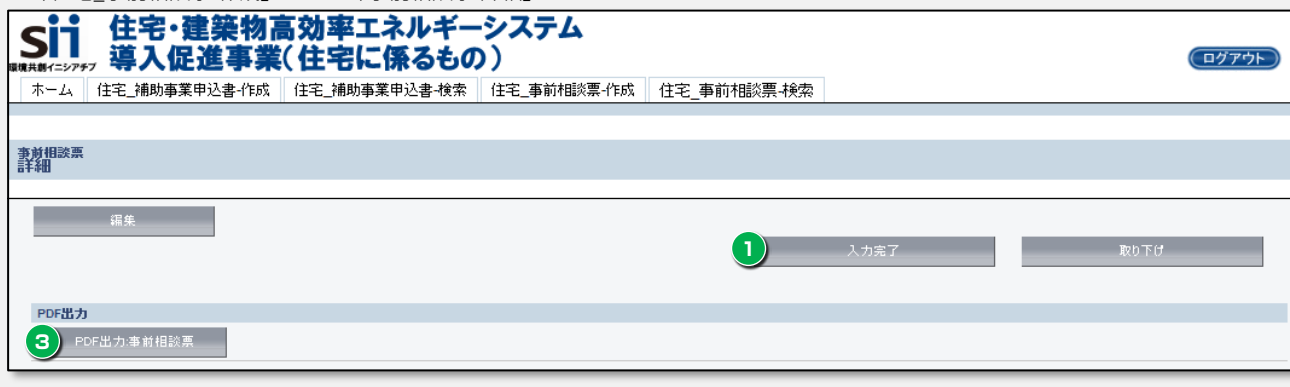 sii 住宅・建築物高効率エネルギーシステム
環境共創イニシアチブ 導入促進事業(住宅に係るもの)
ログアウト
ホーム 住宅_補助事業申込書-作成 住宅_補助事業申込書-検索 住宅_事前相談票-作成 住宅_事前相談票-検索
事前相談票
詳細
編集
1 入力完了 取り下げ
PDF出力
3 PDF出力:事前相談票